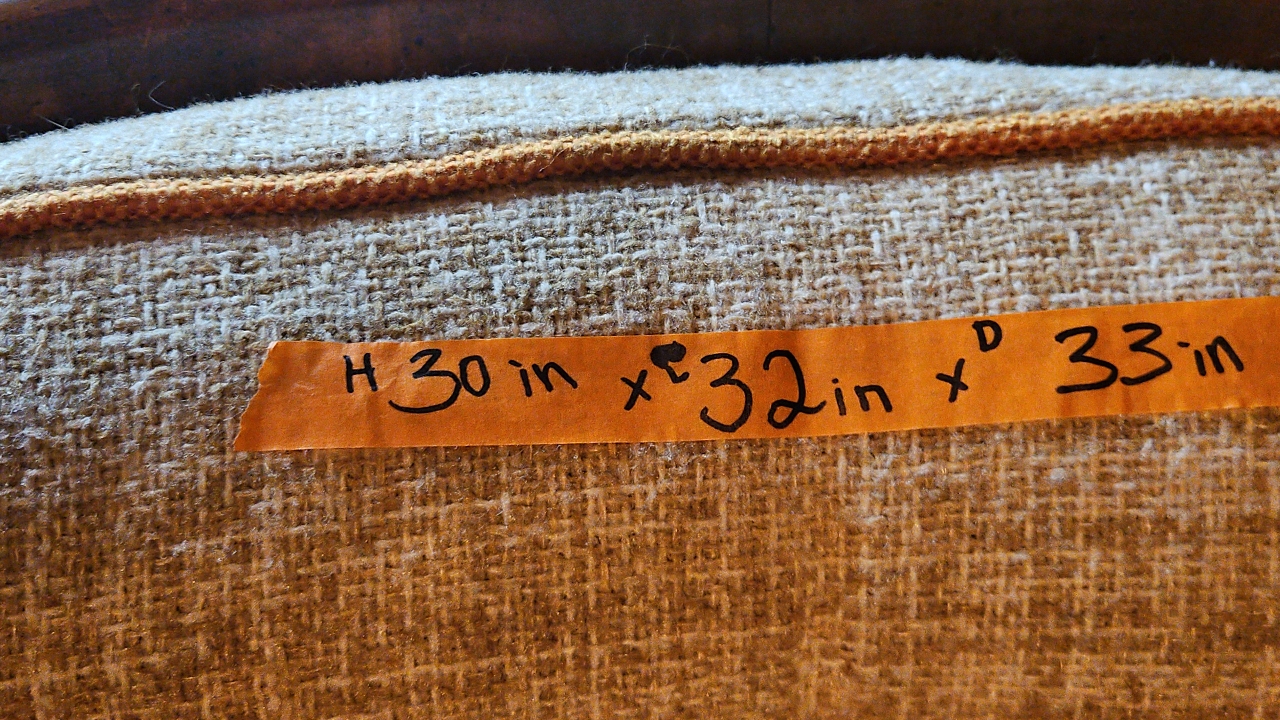 H 30 in x 32 in x D 33 in